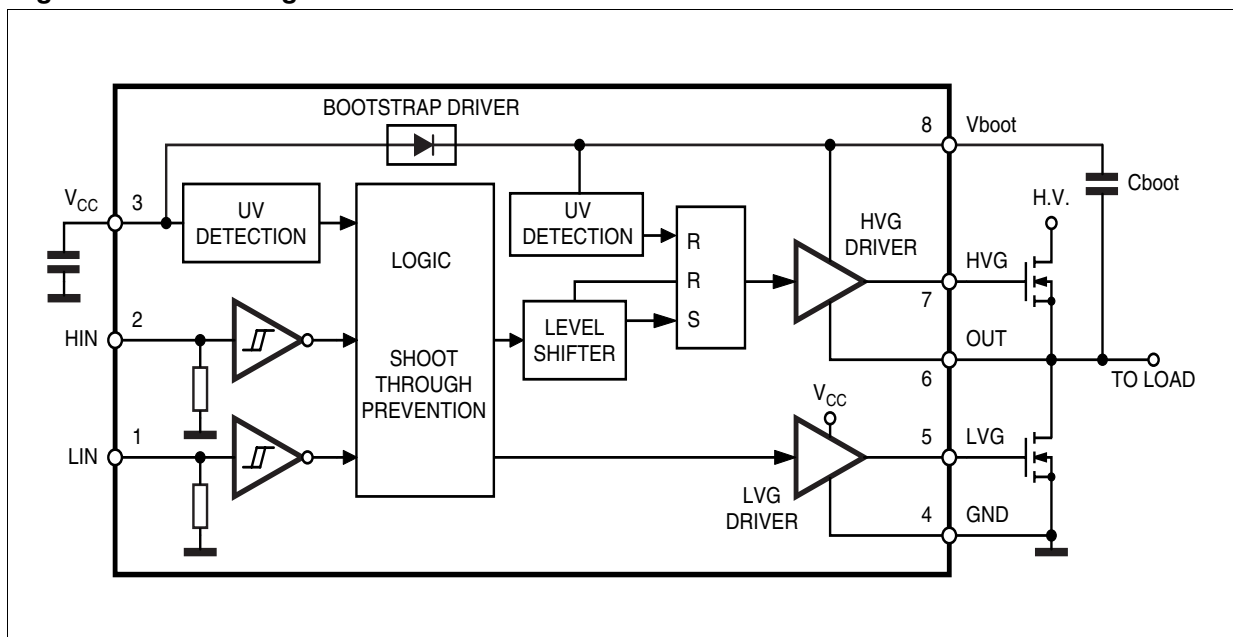 BOOTSTRAP DRIVER
8
Vboot
VCC
3
UV
DETECTION
UV
DETECTION
HVG
DRIVER
H.V.
Cboot
LOGIC
R
R
S
HVG
7
HIN
2
LEVEL
SHIFTER
SHOOT
THROUGH
PREVENTION
OUT
6
TO LOAD
VCC
LIN
1
5
LVG
LVG
DRIVER
4
GND